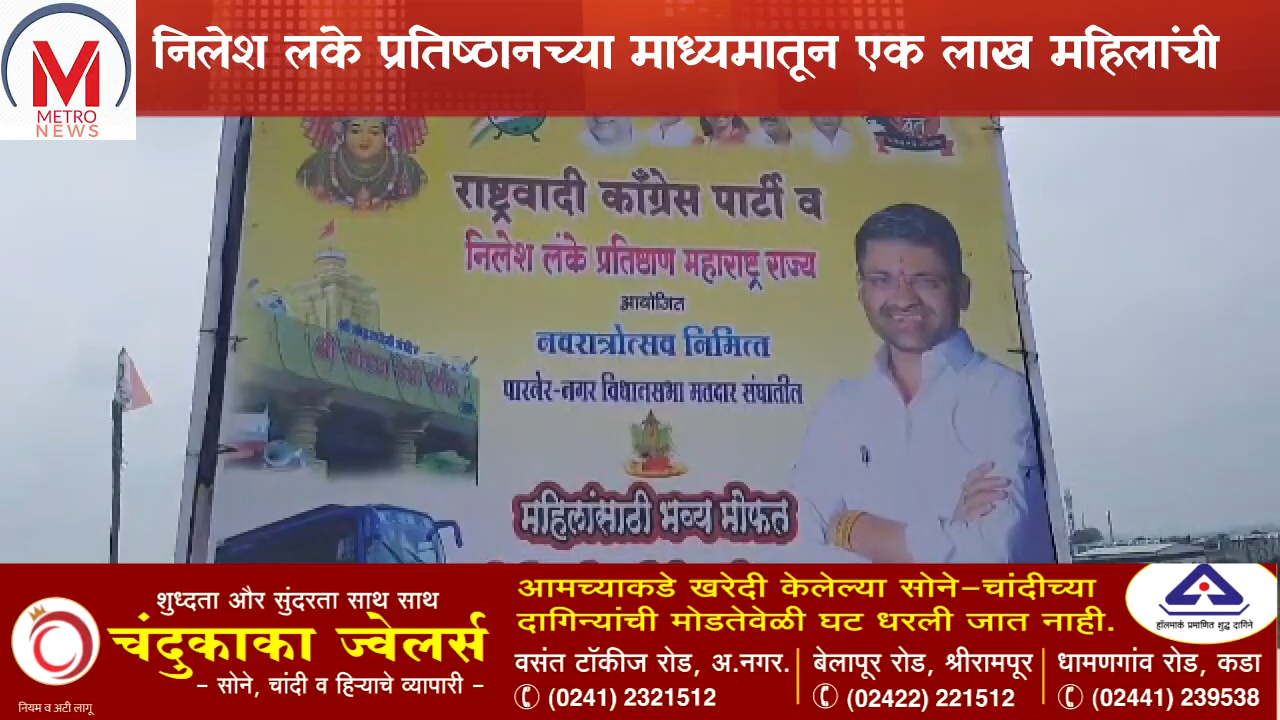 निलेश लंके प्रतिष्ठानच्या माध्यमातून एक लाख महिलांची
METRO
NEWS
राष्ट्रवादी काँग्रेस पार्टी व
निलेश लंके प्रतिष्ठाण महाराष्ट्र राज्य
आयोजित
नवरात्रोत्सव निमित्त
पारनेर-नगर विधानसभा मतदार संघातील
महिलांसाठी भव्य मोफत
शुध्दता और सुंदरता साथ साथ
चंदुकाका ज्वेलर्स
- सोने, चांदी व हिऱ्याचे व्यापारी -
नियम व अटी लागू
आमच्याकडे खरेदी केलेल्या सोने-चांदीच्या
दागिन्यांची मोडतेवेळी घट धरली जात नाही.
वसंत टॉकीज रोड, अ.नगर.
(0241) 2321512
बेलापूर रोड, श्रीरामपूर
(02422) 221512
धामणगांव रोड, कडा
(02441) 239538
हॉलमार्क प्रमाणित शुद्ध दागिने